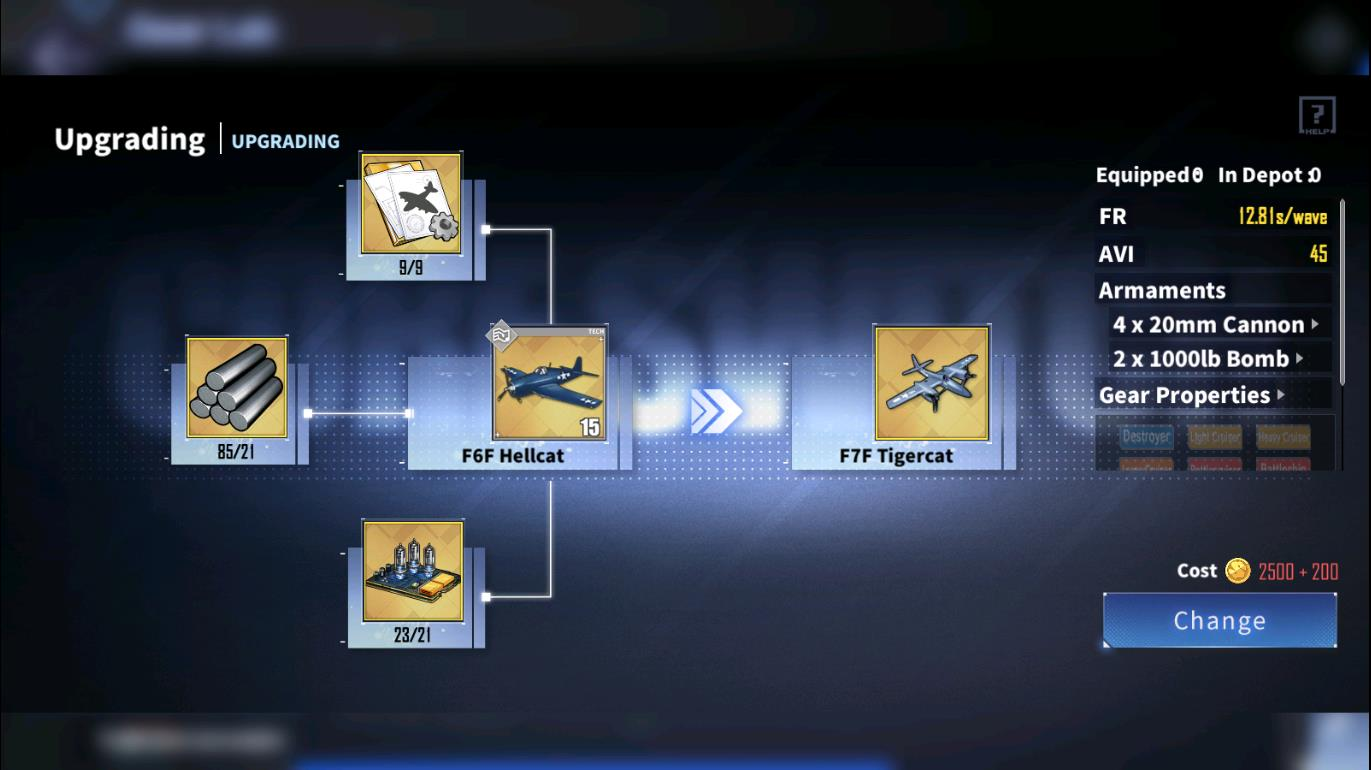 Upgrading UPGRADING
HELP
Equipped 0 In Depot :0
FR 12.81s/wave
AVI 45
Armaments
4 x 20mm Cannon
2 x 1000lb Bomb
Gear Properties
Destroyer Light Cruiser Heavy Cruiser
9/9
85/21
TECH
15
F6F Hellcat
F7F Tigercat
23/21
Cost 2500 + 200
Change